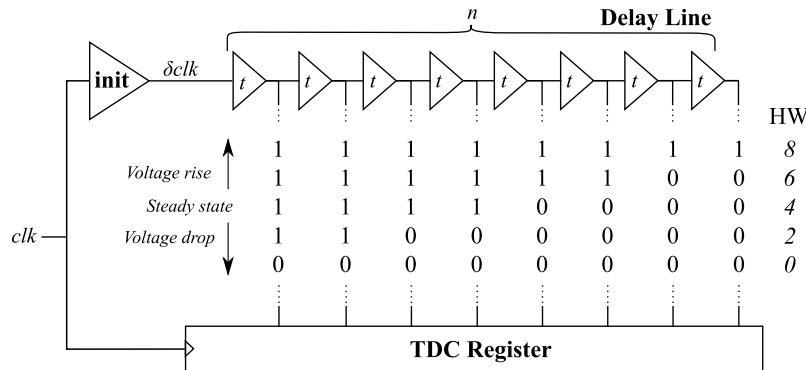 n
Delay Line
init
δclk
t t t t t t t t
HW
1 1 1 1 1 1 1 1 8
Voltage rise
1 1 1 1 1 1 0 0 6
Steady state 1 1 1 1 0 0 0 0 4
clk
Voltage drop 1 1 0 0 0 0 0 0 2
0 0 0 0 0 0 0 0 0
TDC Register